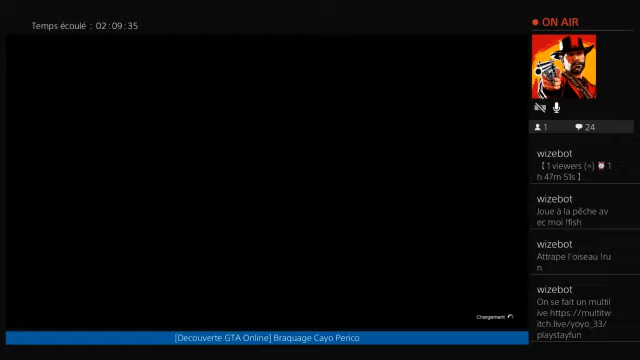 Temps écoulé : 02:09:35
ON AIR
1 24
wizebot
【 1 viewers (=) ⏰ 1
h 47m 51s 】
wizebot
Joue à la pêche av
ec moi !fish
wizebot
Attrape l'oiseau !ru
n
wizebot
On se fait un multil
ive https://multitw
itch.live/yoyo_33/
playstayfun
Chargement
[Decouverte GTA Online] Braquage Cayo Perico